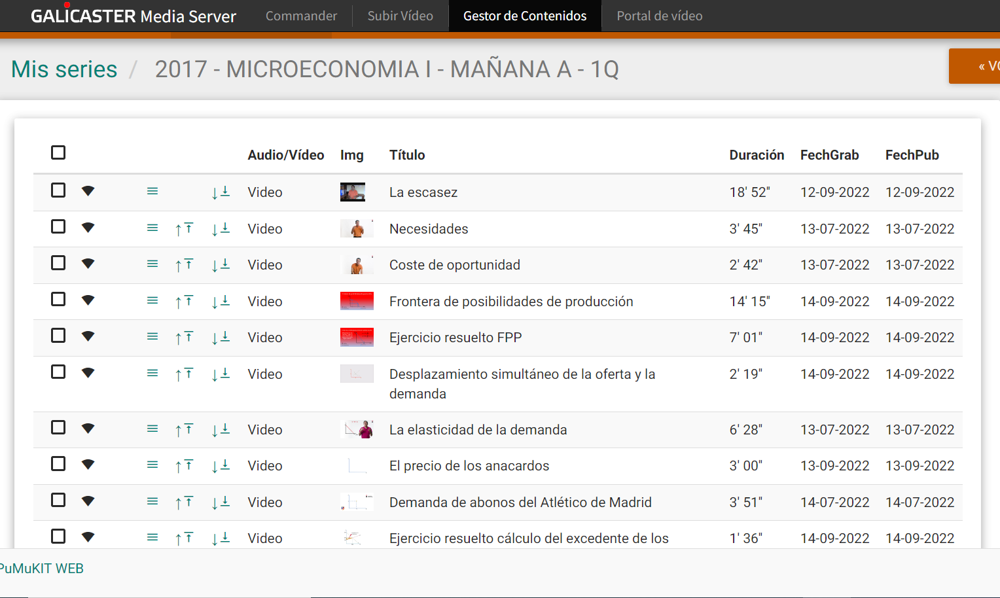 GALICASTER Media Server Commander Subir Vídeo Gestor de Contenidos Portal de vídeo
Mis series / 2017 - MICROECONOMIA I - MAÑANA A - 1Q « VO
Audio/Vídeo Img Título Duración FechGrab FechPub
Video La escasez 18' 52" 12-09-2022 12-09-2022
Video Necesidades 3' 45" 13-07-2022 13-07-2022
Video Coste de oportunidad 2' 42" 13-07-2022 13-07-2022
Video Frontera de posibilidades de producción 14' 15" 14-09-2022 14-09-2022
Video Ejercicio resuelto FPP 7' 01" 14-09-2022 14-09-2022
Video Desplazamiento simultáneo de la oferta y la 2' 19" 14-09-2022 14-09-2022
demanda
Video La elasticidad de la demanda 6' 28" 13-07-2022 13-07-2022
Video El precio de los anacardos 3' 00" 13-09-2022 13-09-2022
Video Demanda de abonos del Atlético de Madrid 3' 51" 14-07-2022 14-07-2022
Video Ejercicio resuelto cálculo del excedente de los 1' 36" 14-09-2022 14-09-2022
PuMuKIT WEB